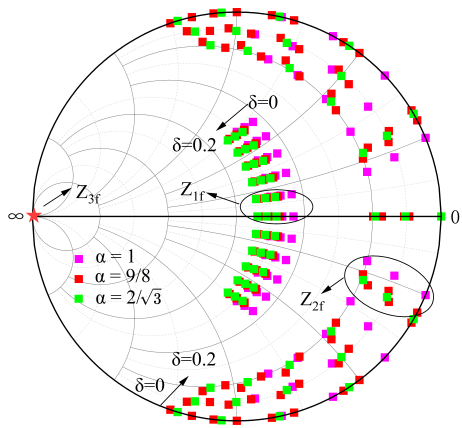 δ=0
δ=0.2
Z1f
Z3f
∞
0
α = 1
α = 9/8
α = 2/√3
Z2f
δ=0.2
δ=0